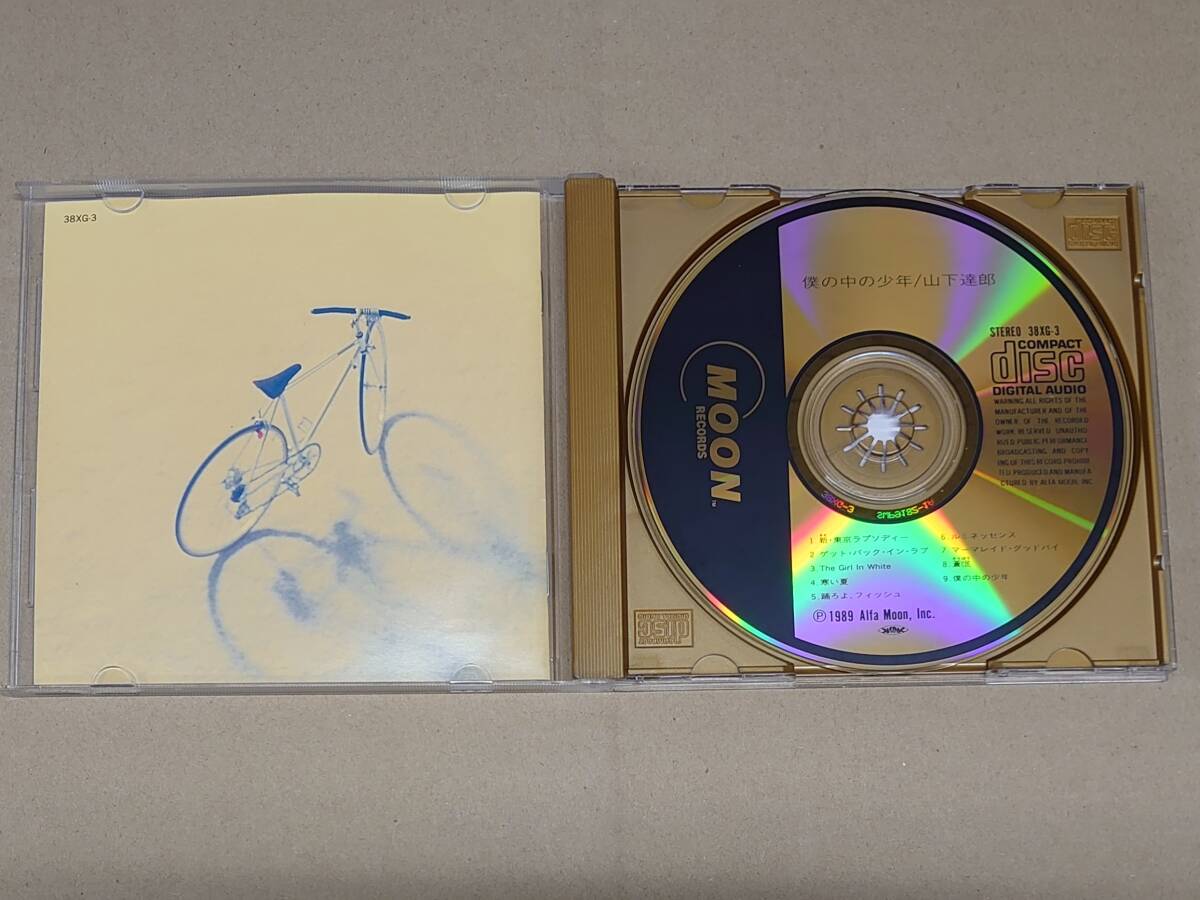 38XG-3
僕の中の少年/山下達郎
MOON
RECORDS
TM
STEREO 38XG-3
COMPACT
disc
DIGITAL AUDIO
WARNING: ALL RIGHTS OF THE
MANUFACTURER AND OF THE
OWNER OF THE RECORDED
WORK RESERVED. UNAUTHO-
RIZED PUBLIC PERFORMANCE
BROADCASTING AND COPY-
ING OF THIS RECORD PROHIBI-
TED. PRODUCED AND MANUFA-
CTURED BY ALFA MOON, INC
38XG-3
1. 新・東京ラプソディー
2 ゲット・バック・イン・ラブ
3 The Girl In White
4 寒い夏
5. 踊ろよ、フィッシュ
6. ルミネッセンス
7 マーマレイド・グッドバイ
8. 蒼氓
9. 僕の中の少年
Ⓟ 1989 Alfa Moon, Inc.
disc
disc